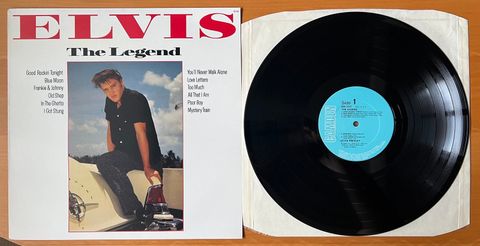 ELVIS
The Legend
Good Rockin Tonight
Blue Moon
Frankie & Johnny
Old Shep
In The Ghetto
I Got Stung
You'll Never Walk Alone
Love Letters
Too Much
All That I Am
Poor Boy
Mystery Train
SIDE 1